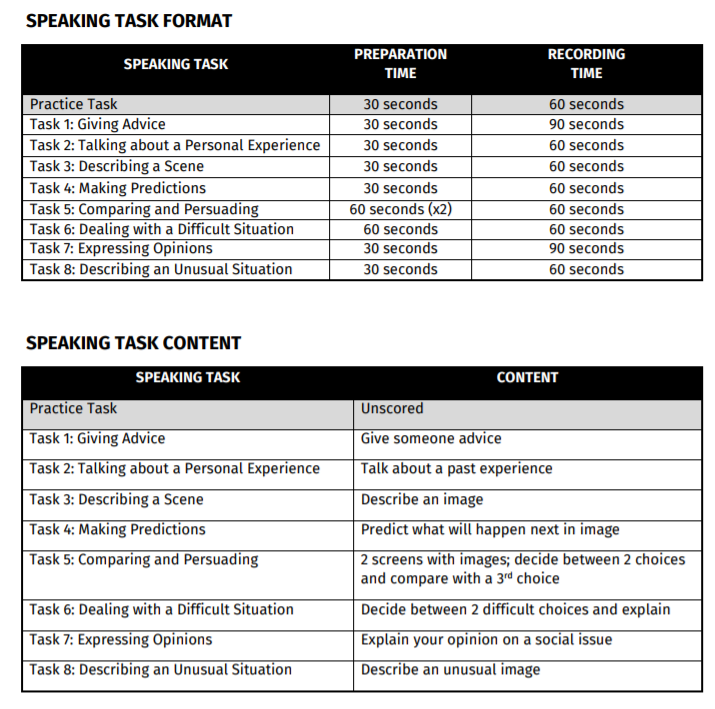 SPEAKING TASK FORMAT
SPEAKING TASK PREPARATION TIME RECORDING TIME
Practice Task 30 seconds 60 seconds
Task 1: Giving Advice 30 seconds 90 seconds
Task 2: Talking about a Personal Experience 30 seconds 60 seconds
Task 3: Describing a Scene 30 seconds 60 seconds
Task 4: Making Predictions 30 seconds 60 seconds
Task 5: Comparing and Persuading 60 seconds (x2) 60 seconds
Task 6: Dealing with a Difficult Situation 60 seconds 60 seconds
Task 7: Expressing Opinions 30 seconds 90 seconds
Task 8: Describing an Unusual Situation 30 seconds 60 seconds
SPEAKING TASK CONTENT
SPEAKING TASK CONTENT
Practice Task Unscored
Task 1: Giving Advice Give someone advice
Task 2: Talking about a Personal Experience Talk about a past experience
Task 3: Describing a Scene Describe an image
Task 4: Making Predictions Predict what will happen next in image
Task 5: Comparing and Persuading 2 screens with images; decide between 2 choices
and compare with a 3rd choice
Task 6: Dealing with a Difficult Situation Decide between 2 difficult choices and explain
Task 7: Expressing Opinions Explain your opinion on a social issue
Task 8: Describing an Unusual Situation Describe an unusual image